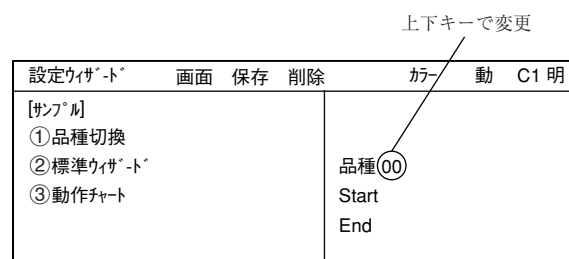 上下キーで変更
設定ｳｨｻﾞｰﾄﾞ 画面 保存 削除 ｶﾗｰ 動 C1 明
[ｻﾝﾌﾟﾙ]
①品種切換
②標準ｳｨｻﾞｰﾄﾞ 品種00
③動作ﾁｬｰﾄ Start
End